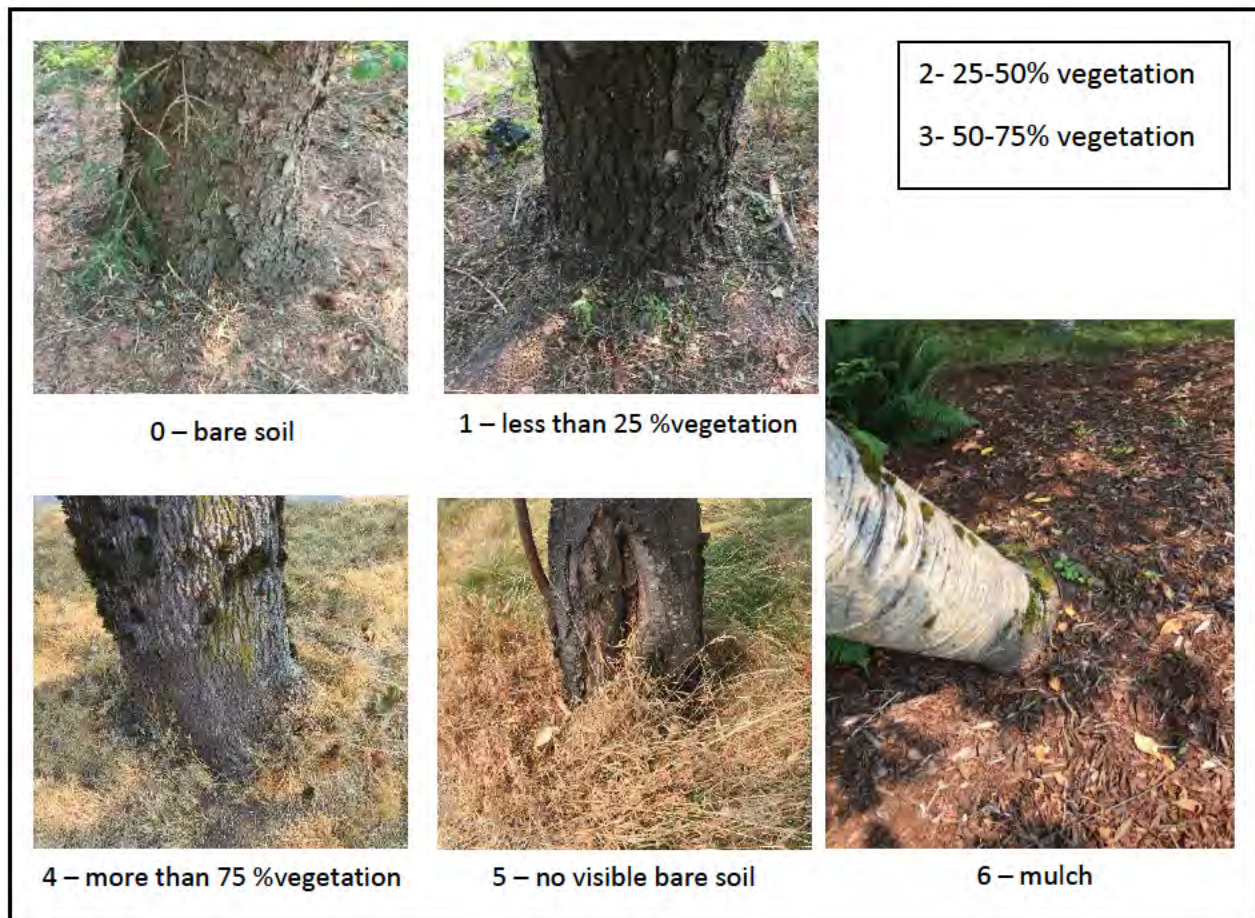 2- 25-50% vegetation
3- 50-75% vegetation
0 – bare soil
1 – less than 25 %vegetation
4 – more than 75 %vegetation
5 – no visible bare soil
6 – mulch